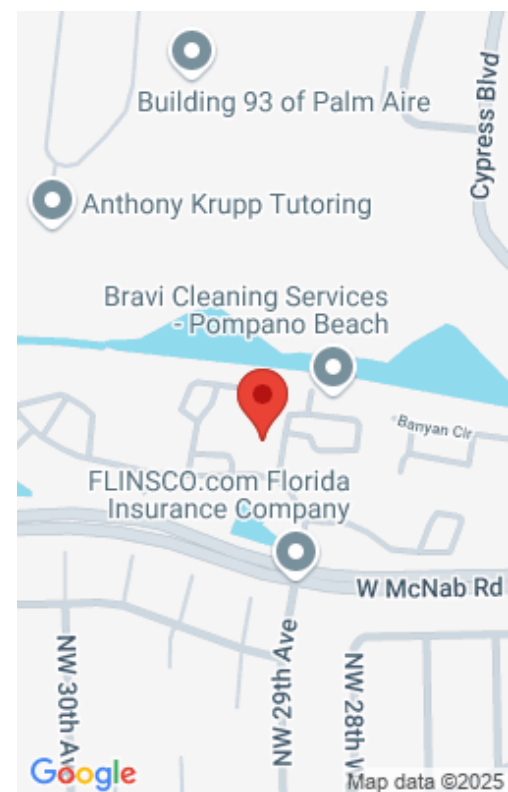 Building 93 of Palm Aire
Cypress Blvd
Anthony Krupp Tutoring
Bravi Cleaning Services
- Pompano Beach
Banyan Cir
FLINSCO.com Florida
Insurance Company
W McNab Rd
NW 30th Av
NW 29th Ave
NW 28th W
Google
Map data ©2025